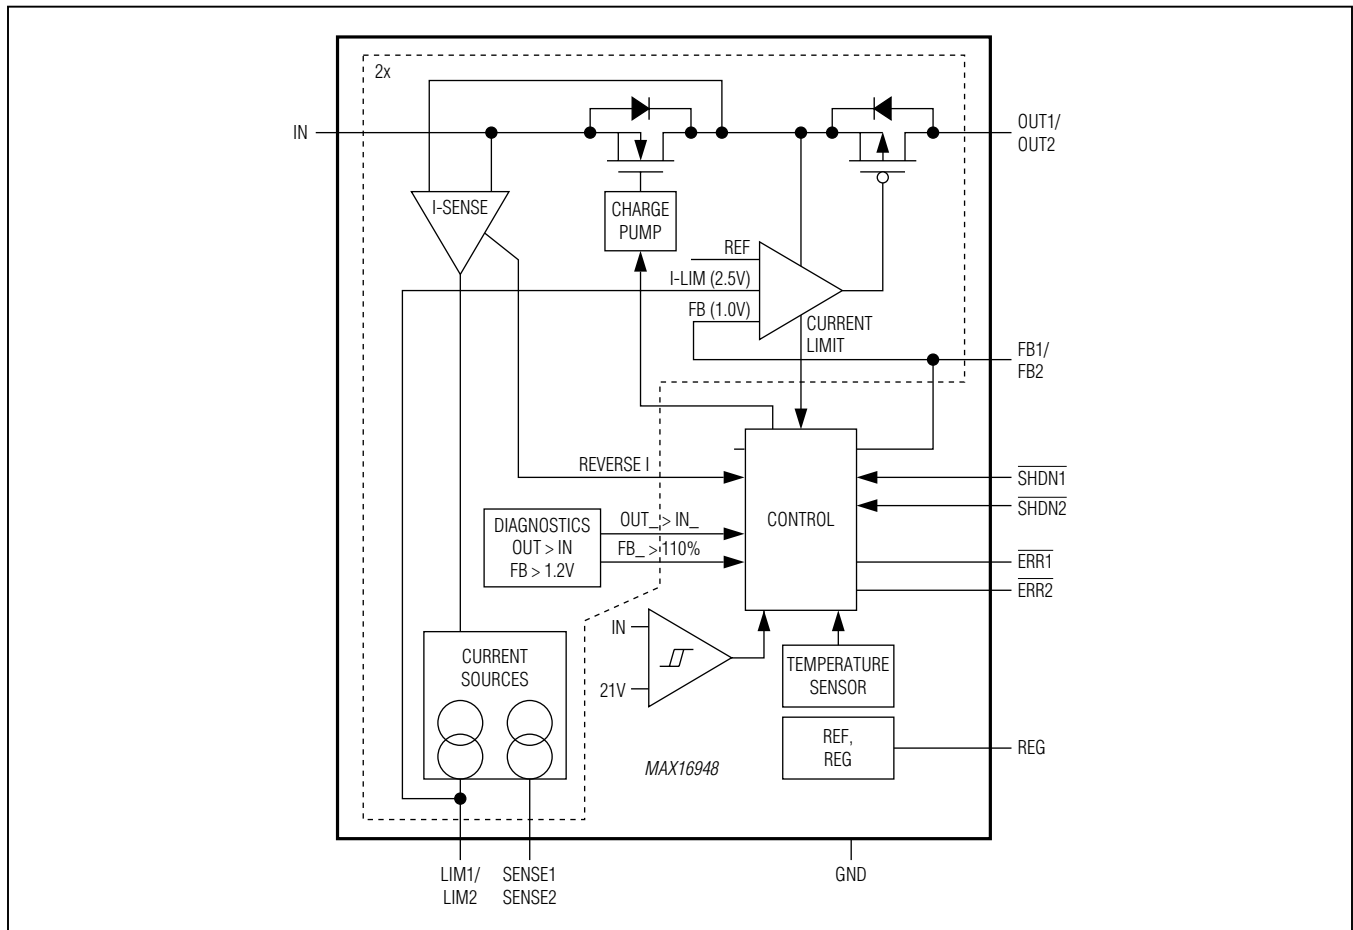 2x
IN
OUT1/
OUT2
I-SENSE
CHARGE
PUMP
REF
I-LIM (2.5V)
FB (1.0V)
CURRENT
LIMIT
FB1/
FB2
REVERSE I
SHDN1
SHDN2
CONTROL
DIAGNOSTICS
OUT > IN
FB > 1.2V
OUT_ > IN_
FB_ > 110%
ERR1
ERR2
IN
21V
TEMPERATURE
SENSOR
CURRENT
SOURCES
REF,
REG
REG
MAX16948
LIM1/
LIM2
SENSE1
SENSE2
GND